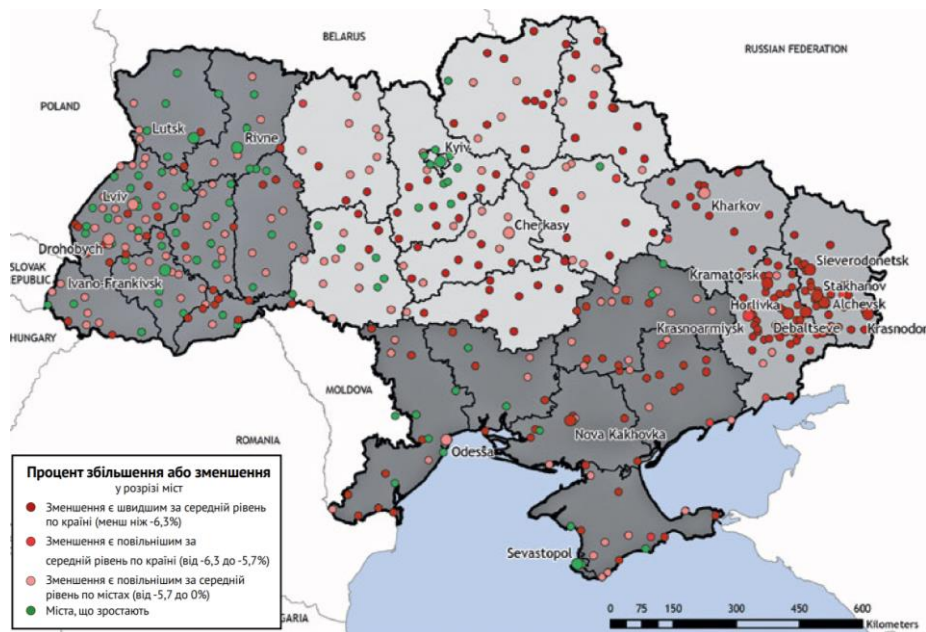 BELARUS
RUSSIAN FEDERATION
POLAND
Lutsk
Rivne
Kyiv
Lviv
Kharkov
Cherkasy
Drohobych
SLOVAK
REPUBLIC
Ivano-Frankivsk
Sieverodonetsk
Kramatorsk
Stakhanov
Horlivka
Alchevsk
HUNGARY
Krasnoarmiysk
Debaltseve
Krasnodon
MOLDOVA
ROMANIA
Nova Kakhovka
Odessa
Sevastopol
Процент збільшення або зменшення
у розрізі міст
Зменшення є швидшим за середній рівень
по країні (менш ніж -6,3%)
Зменшення є повільнішим за
середній рівень по країні (від -6,3 до -5,7%)
Зменшення є повільнішим за середній
рівень по містах (від -5,7 до 0%)
Міста, що зростають
GARIA
0 75 150 300 450 600
Kilometers